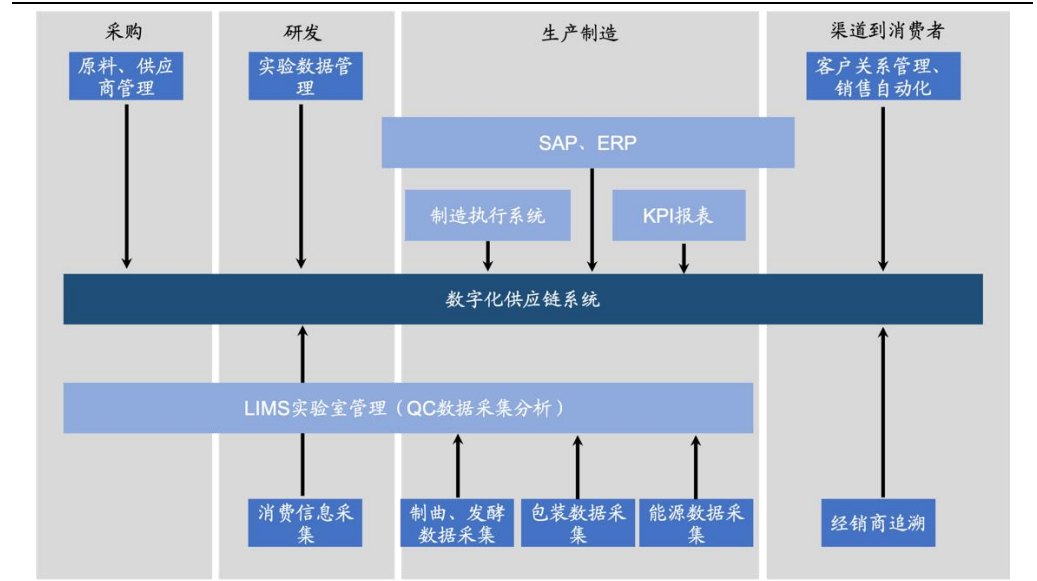 采购
研发
生产制造
渠道到消费者
原料、供应
商管理
实验数据管
理
客户关系管理、
销售自动化
SAP、ERP
制造执行系统
KPI报表
数字化供应链系统
LIMS实验室管理（QC数据采集分析）
消费信息采
集
制曲、发酵
数据采集
包装数据采
集
能源数据采
集
经销商追溯